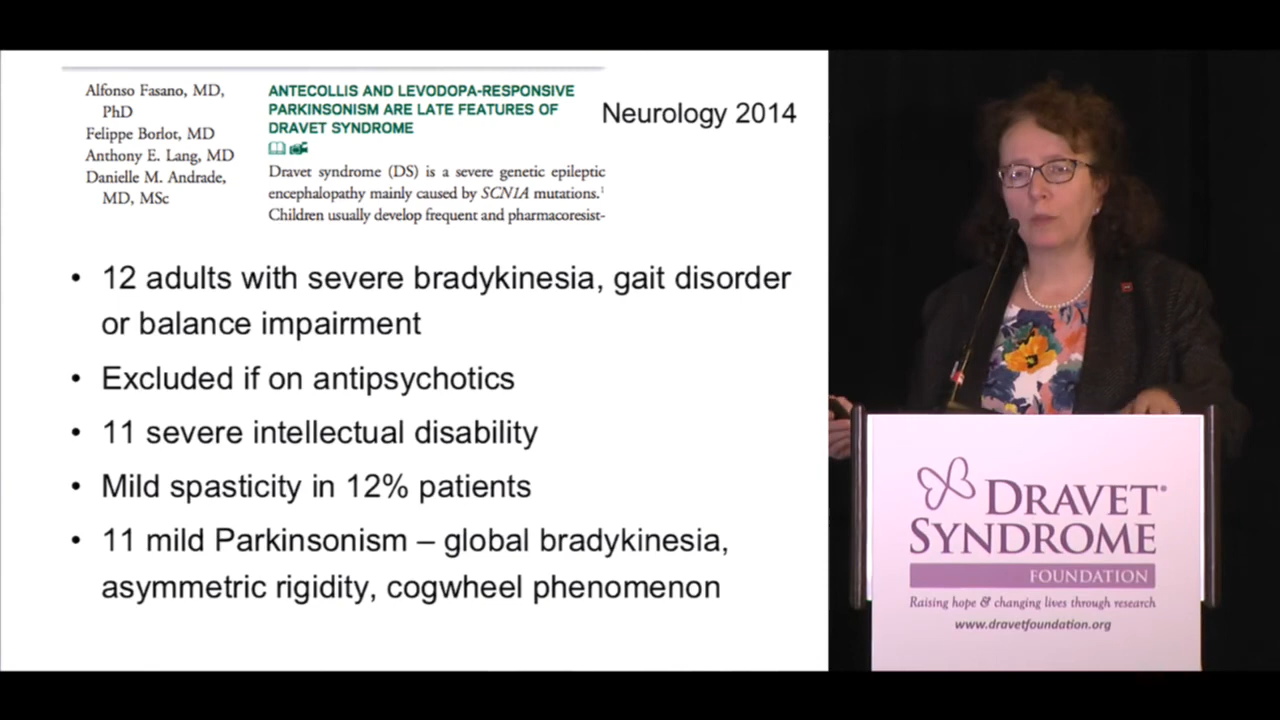 Alfonso Fasano, MD,
PhD
Felippe Borlot, MD
Anthony E. Lang, MD
Danielle M. Andrade,
MD, MSc
ANTECOLLIS AND LEVODOPA-RESPONSIVE
PARKINSONISM ARE LATE FEATURES OF
DRAVET SYNDROME
Dravet syndrome (DS) is a severe genetic epileptic
encephalopathy mainly caused by SCN1A mutations.¹
Children usually develop frequent and pharmacoresist-
Neurology 2014
• 12 adults with severe bradykinesia, gait disorder
or balance impairment
• Excluded if on antipsychotics
• 11 severe intellectual disability
• Mild spasticity in 12% patients
• 11 mild Parkinsonism – global bradykinesia,
asymmetric rigidity, cogwheel phenomenon
DRAVET®
SYNDROME
FOUNDATION
Raising hope & changing lives through research
www.dravetfoundation.org